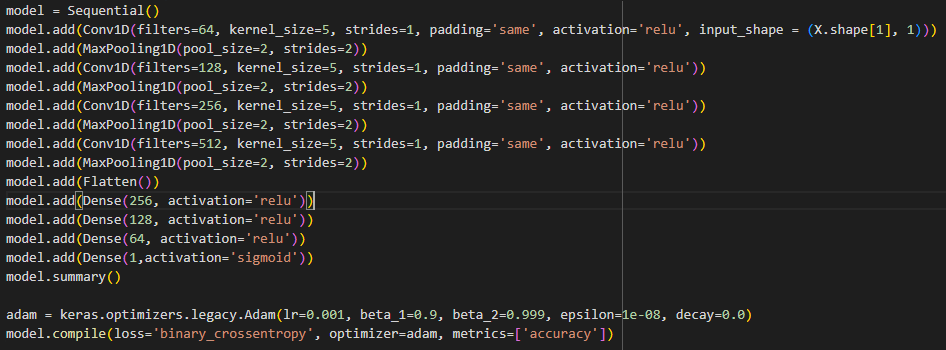 model = Sequential()
model.add(Conv1D(filters=64, kernel_size=5, strides=1, padding='same', activation='relu', input_shape = (X.shape[1], 1)))
model.add(MaxPooling1D(pool_size=2, strides=2))
model.add(Conv1D(filters=128, kernel_size=5, strides=1, padding='same', activation='relu'))
model.add(MaxPooling1D(pool_size=2, strides=2))
model.add(Conv1D(filters=256, kernel_size=5, strides=1, padding='same', activation='relu'))
model.add(MaxPooling1D(pool_size=2, strides=2))
model.add(Conv1D(filters=512, kernel_size=5, strides=1, padding='same', activation='relu'))
model.add(MaxPooling1D(pool_size=2, strides=2))
model.add(Flatten())
model.add(Dense(256, activation='relu'))
model.add(Dense(128, activation='relu'))
model.add(Dense(64, activation='relu'))
model.add(Dense(1,activation='sigmoid'))
model.summary()
adam = keras.optimizers.legacy.Adam(lr=0.001, beta_1=0.9, beta_2=0.999, epsilon=1e-08, decay=0.0)
model.compile(loss='binary_crossentropy', optimizer=adam, metrics=['accuracy'])